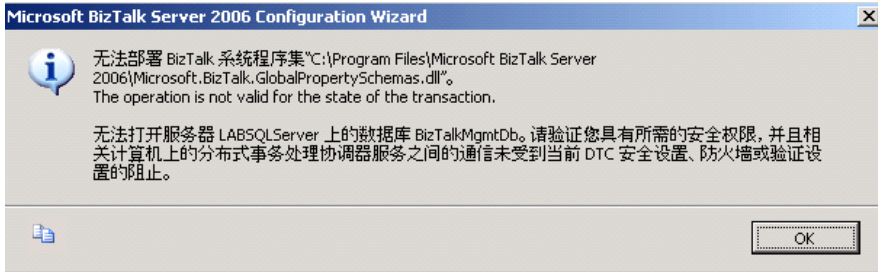 Microsoft BizTalk Server 2006 Configuration Wizard
无法部署 BizTalk 系统程序集"C:\Program Files\Microsoft BizTalk Server
2006\Microsoft.BizTalk.GlobalPropertySchemas.dll"。
The operation is not valid for the state of the transaction.
无法打开服务器 LABSQLServer 上的数据库 BizTalkMgmtDb。请验证您具有所需的安全权限，并且相
关计算机上的分布式事务处理协调器服务之间的通信未受到当前 DTC 安全设置、防火墙或验证设
置的阻止。
OK